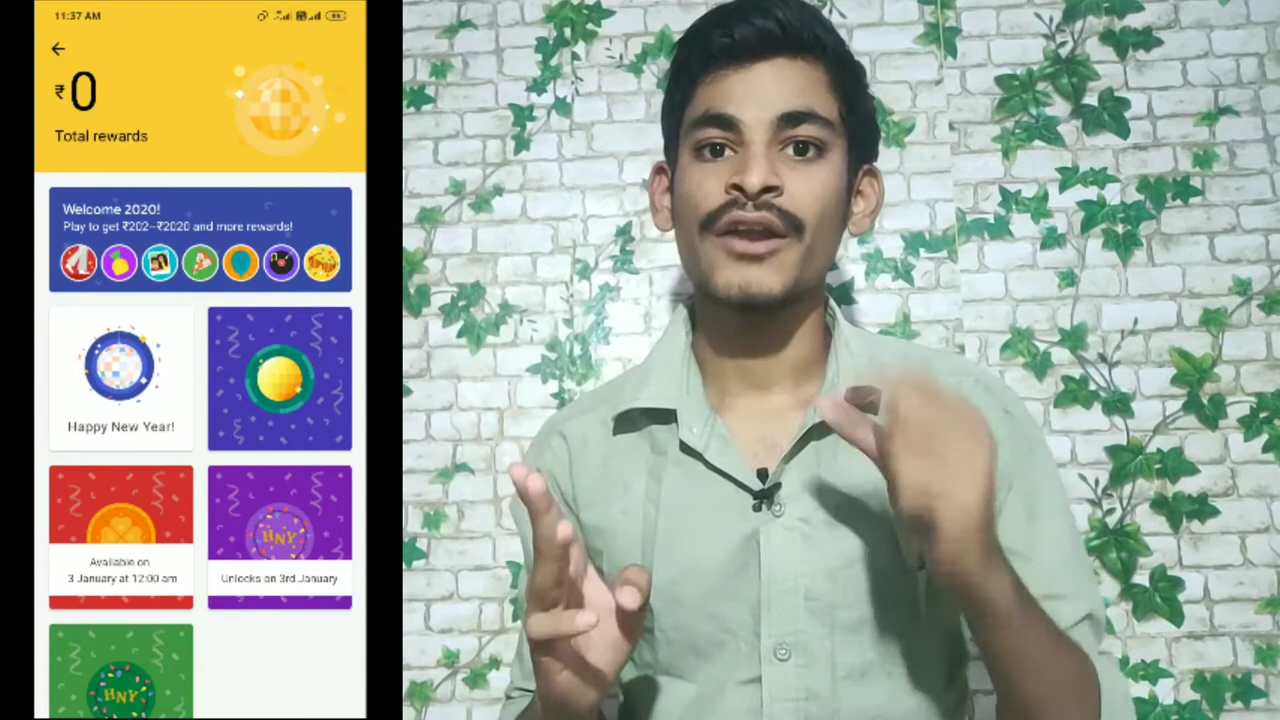 11:37 AM
₹0
Total rewards
Welcome 2020!
Play to get ₹202–₹2020 and more rewards!
Happy New Year!
Available on
3 January at 12:00 am
HNY
Unlocks on 3rd January
HNY